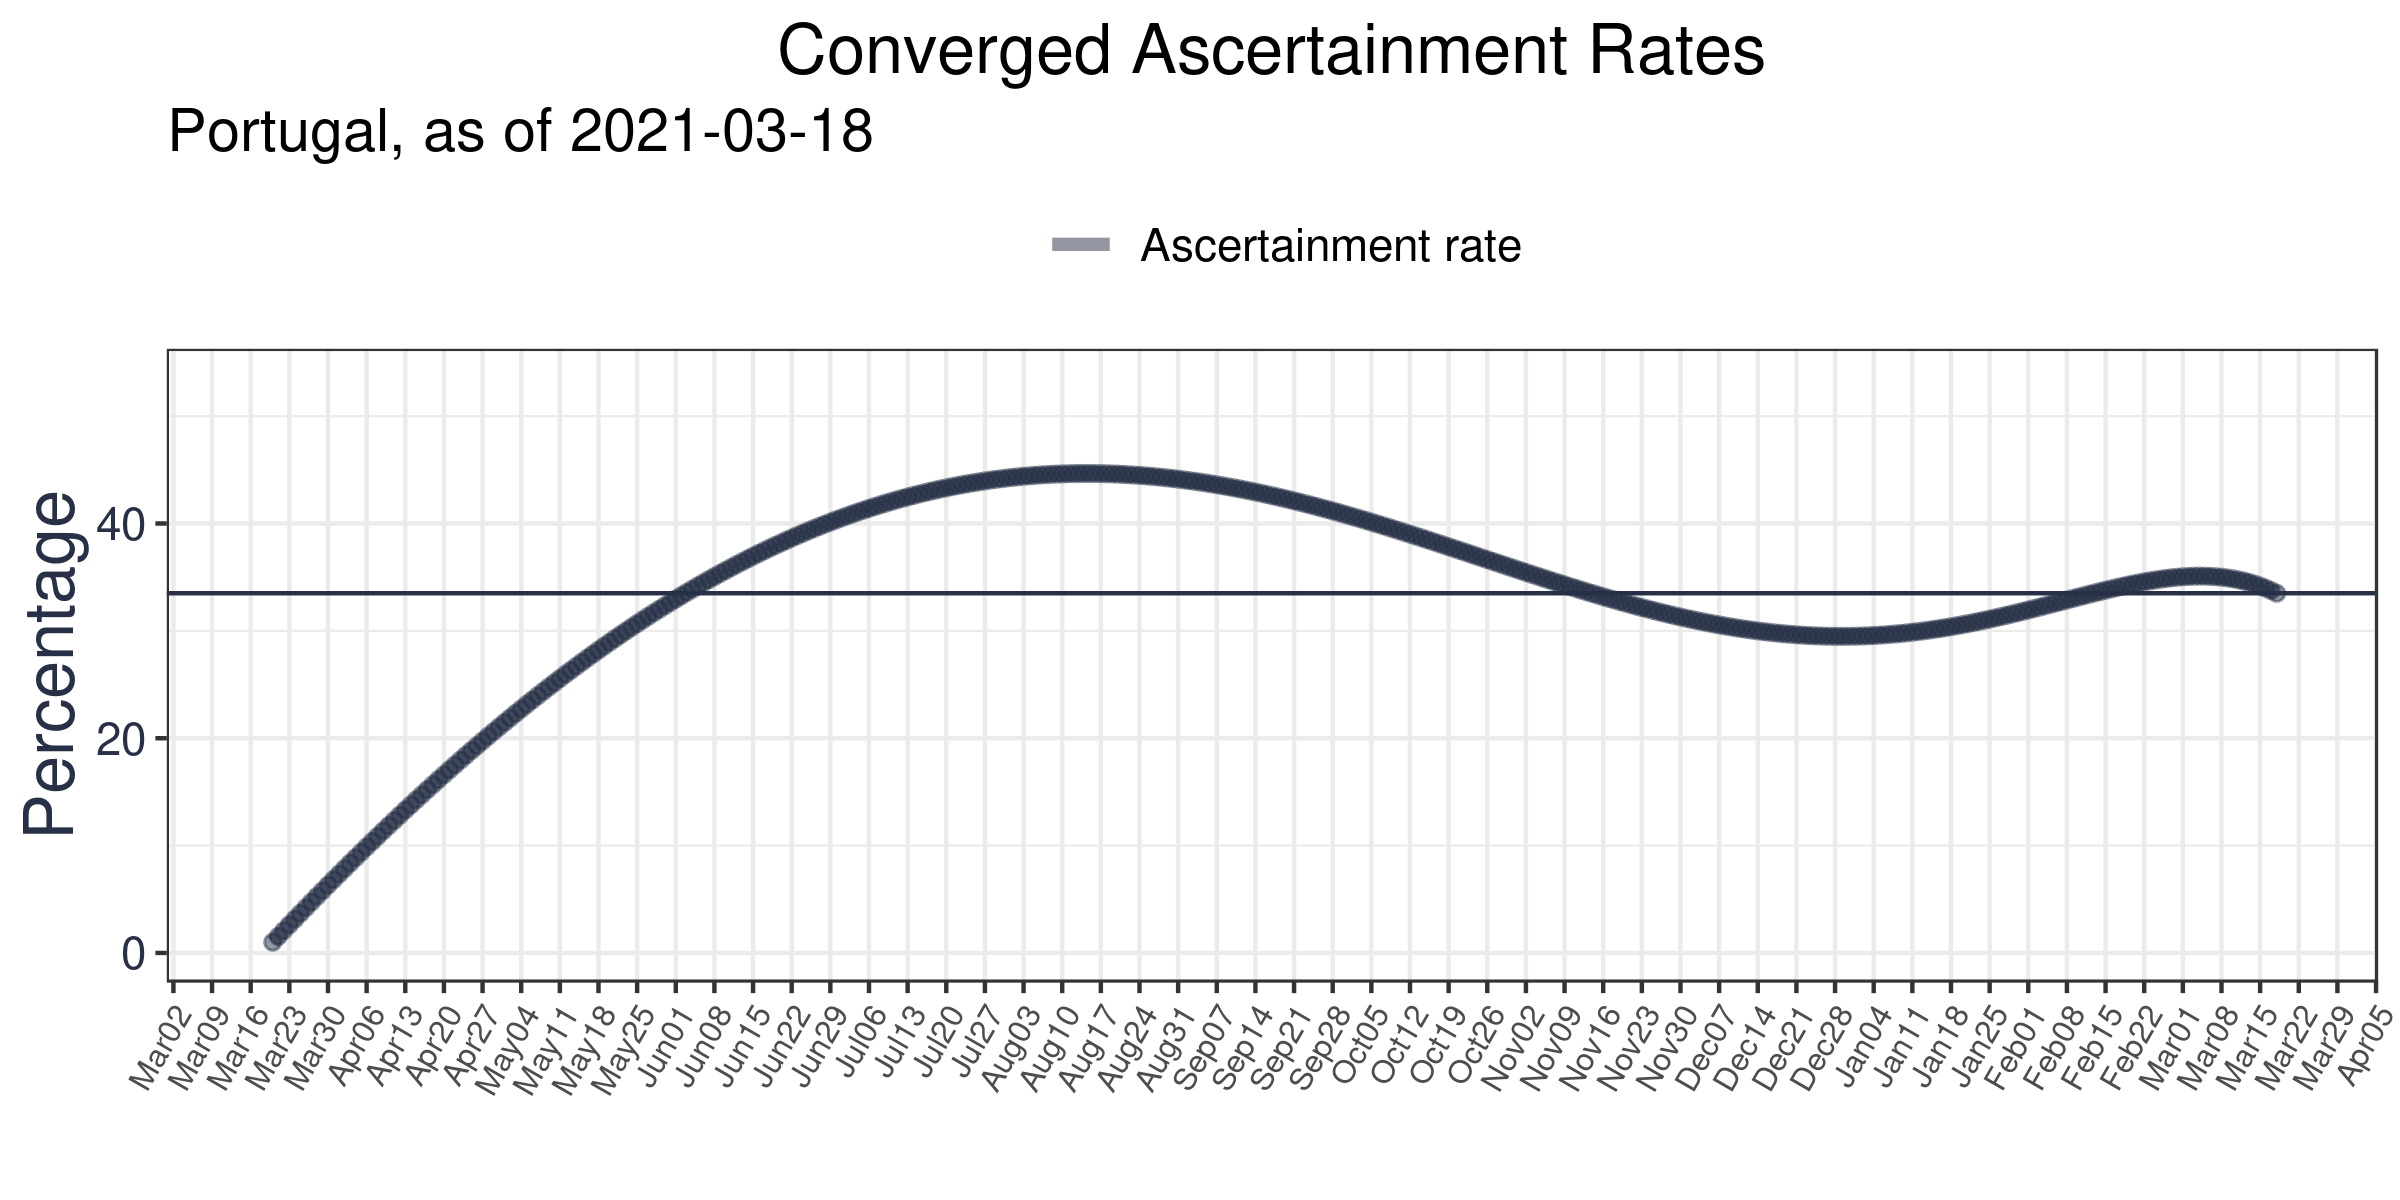 Converged Ascertainment Rates
Portugal, as of 2021-03-18
Ascertainment rate
Percentage
40
20
0
Mar02
Mar09
Mar16
Mar23
Mar30
Apr06
Apr13
Apr20
Apr27
May04
May11
May18
May25
Jun01
Jun08
Jun15
Jun22
Jun29
Jul06
Jul13
Jul20
Jul27
Aug03
Aug10
Aug17
Aug24
Aug31
Sep07
Sep14
Sep21
Sep28
Oct05
Oct12
Oct19
Oct26
Nov02
Nov09
Nov16
Nov23
Nov30
Dec07
Dec14
Dec21
Dec28
Jan04
Jan11
Jan18
Jan25
Feb01
Feb08
Feb15
Feb22
Mar01
Mar08
Mar15
Mar22
Mar29
Apr05